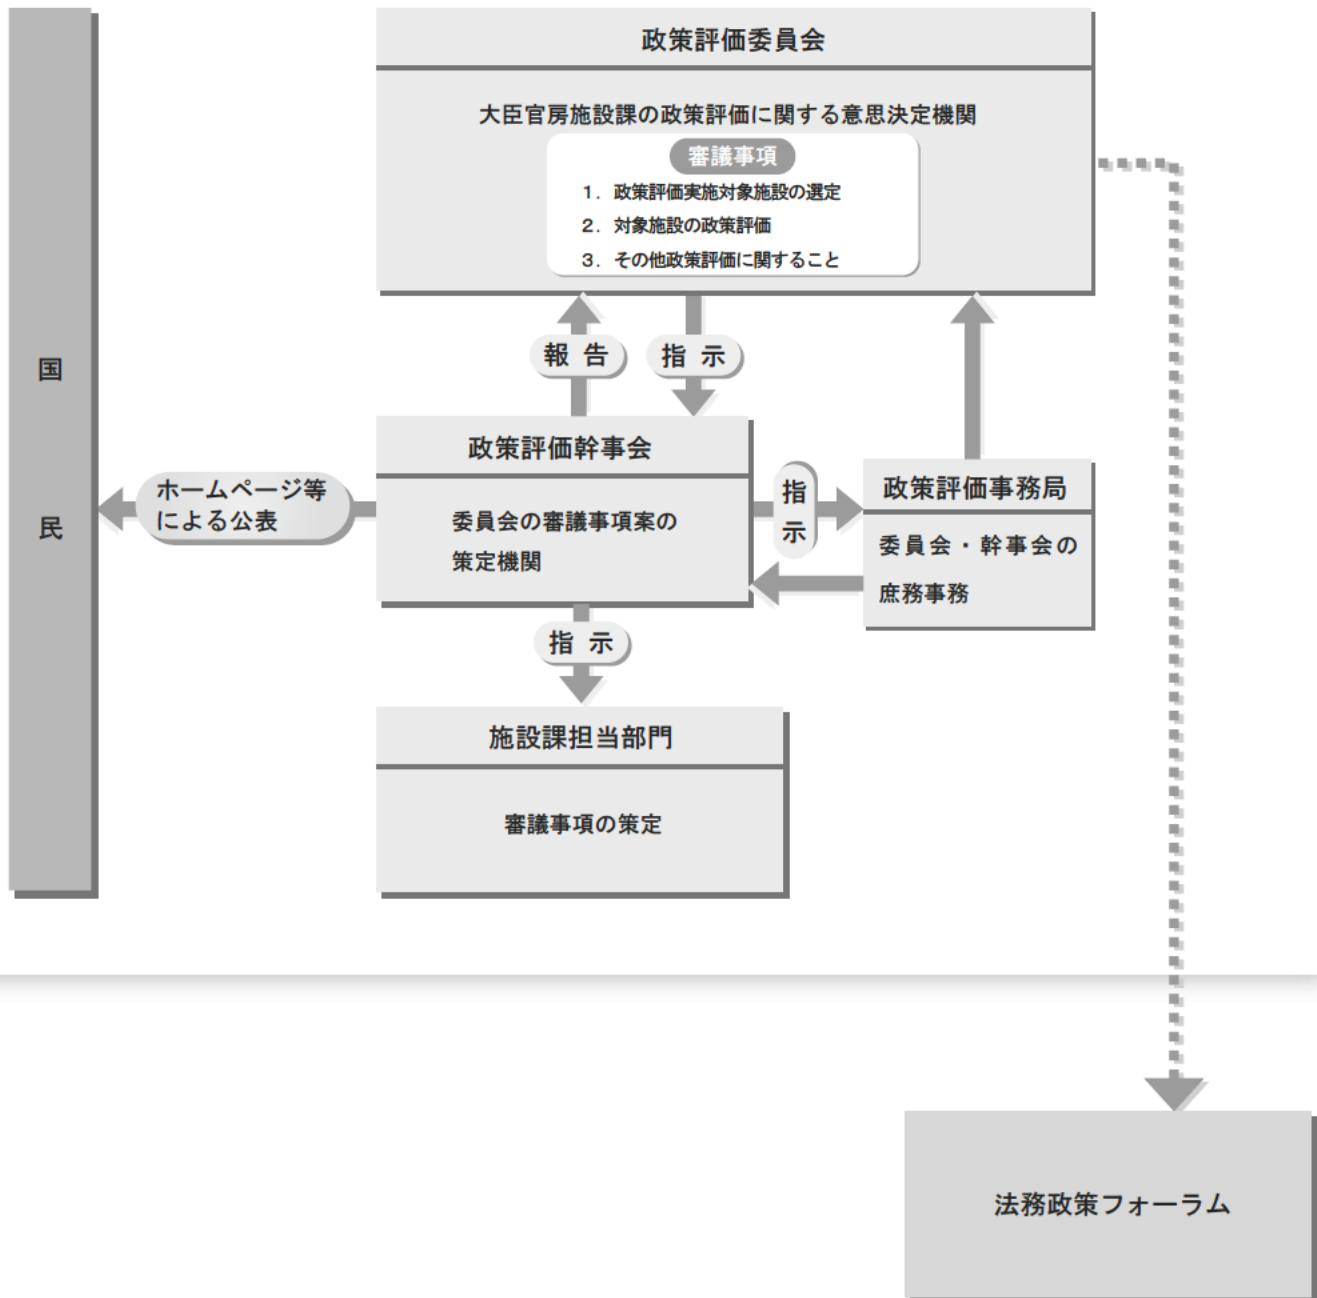 政策評価委員会
大臣官房施設課の政策評価に関する意思決定機関
審議事項
1. 政策評価実施対象施設の選定
2. 対象施設の政策評価
3. その他政策評価に関すること
報 告
指 示
国
民
ホームページ等
による公表
政策評価幹事会
委員会の審議事項案の
策定機関
指
示
政策評価事務局
委員会・幹事会の
庶務事務
指 示
施設課担当部門
審議事項の策定
法務政策フォーラム